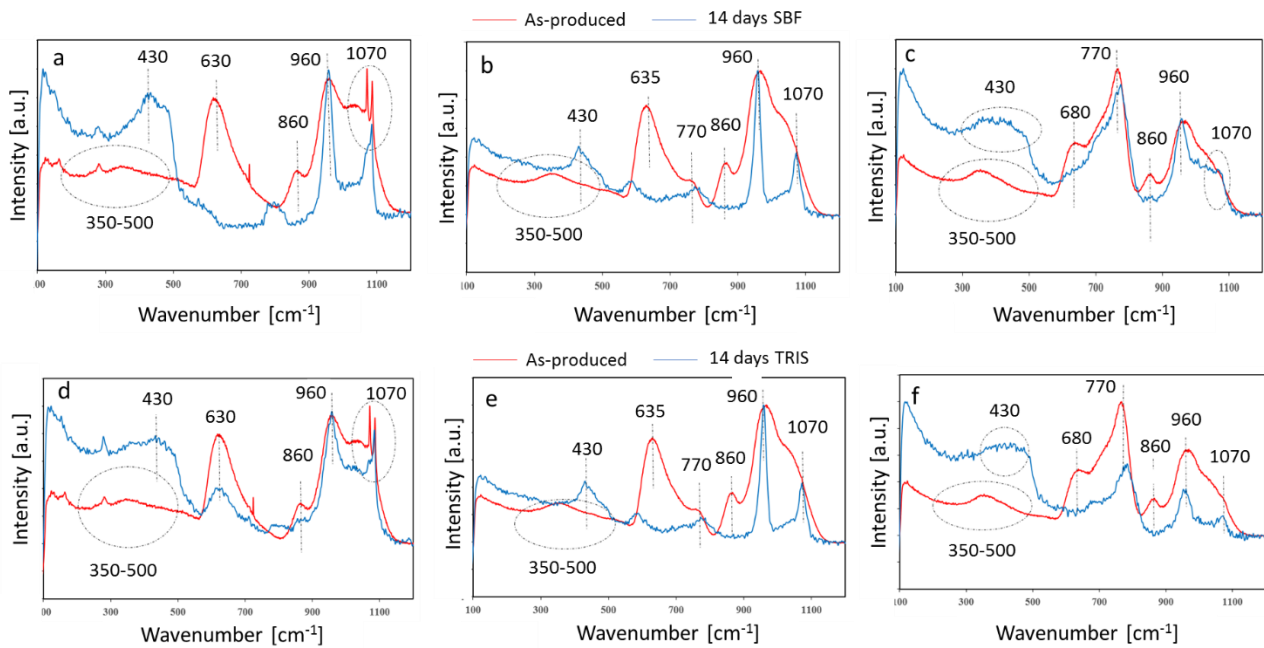 As-produced 14 days SBF
a 430 630 860 960 1070 350-500
Intensity [a.u.]
00 300 500 700 900 1100
Wavenumber [cm-1]
b 430 635 770 860 960 1070 350-500
Intensity [a.u.]
100 300 500 700 900 1100
Wavenumber [cm-1]
c 430 680 770 860 960 1070 350-500
Intensity [a.u.]
100 300 500 700 900 1100
Wavenumber [cm-1]
As-produced 14 days TRIS
d 430 630 860 960 1070 350-500
Intensity [a.u.]
00 300 500 700 900 1100
Wavenumber [cm-1]
e 430 635 770 860 960 1070 350-500
Intensity [a.u.]
100 300 500 700 900 1100
Wavenumber [cm-1]
f 430 680 770 860 960 1070 350-500
Intensity [a.u.]
100 300 500 700 900 1100
Wavenumber [cm-1]